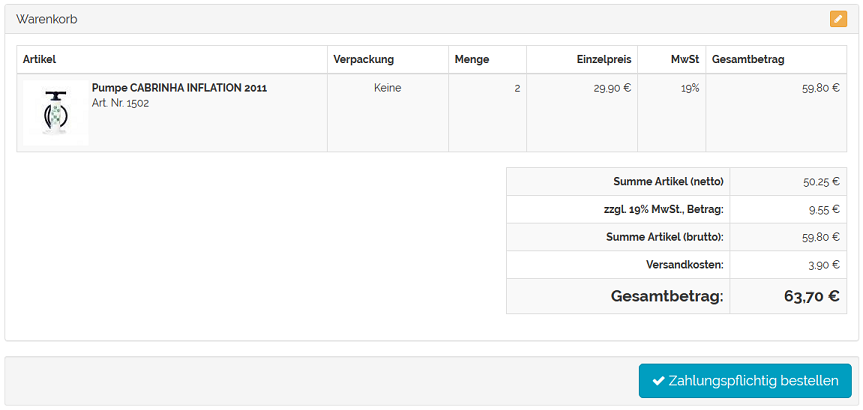 Warenkorb
Artikel Verpackung Menge Einzelpreis MwSt Gesamtbetrag
Pumpe CABRINHA INFLATION 2011 Keine 2 29,90 € 19% 59,80 €
Art. Nr. 1502
Summe Artikel (netto) 50,25 €
zzgl. 19% MwSt., Betrag: 9,55 €
Summe Artikel (brutto): 59,80 €
Versandkosten: 3,90 €
Gesamtbetrag: 63,70 €
Zahlungspflichtig bestellen